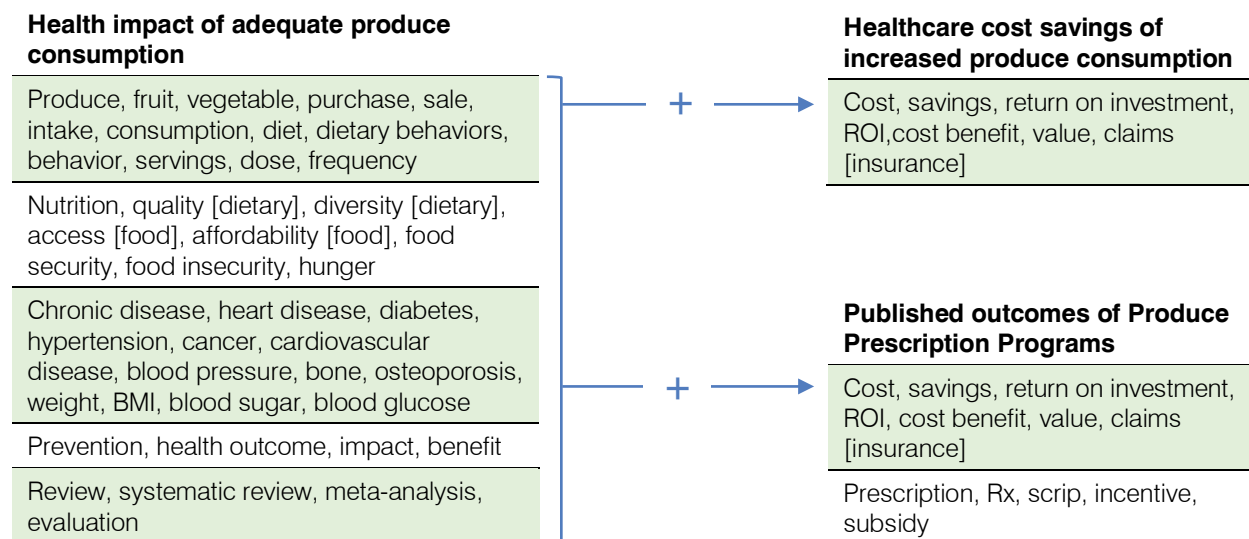 Health impact of adequate produce
consumption
Produce, fruit, vegetable, purchase, sale,
intake, consumption, diet, dietary behaviors,
behavior, servings, dose, frequency
Nutrition, quality [dietary], diversity [dietary],
access [food], affordability [food], food
security, food insecurity, hunger
Chronic disease, heart disease, diabetes,
hypertension, cancer, cardiovascular
disease, blood pressure, bone, osteoporosis,
weight, BMI, blood sugar, blood glucose
Prevention, health outcome, impact, benefit
Review, systematic review, meta-analysis,
evaluation
+
+
Healthcare cost savings of
increased produce consumption
Cost, savings, return on investment,
ROI,cost benefit, value, claims
[insurance]
Published outcomes of Produce
Prescription Programs
Cost, savings, return on investment,
ROI, cost benefit, value, claims
[insurance]
Prescription, Rx, scrip, incentive,
subsidy